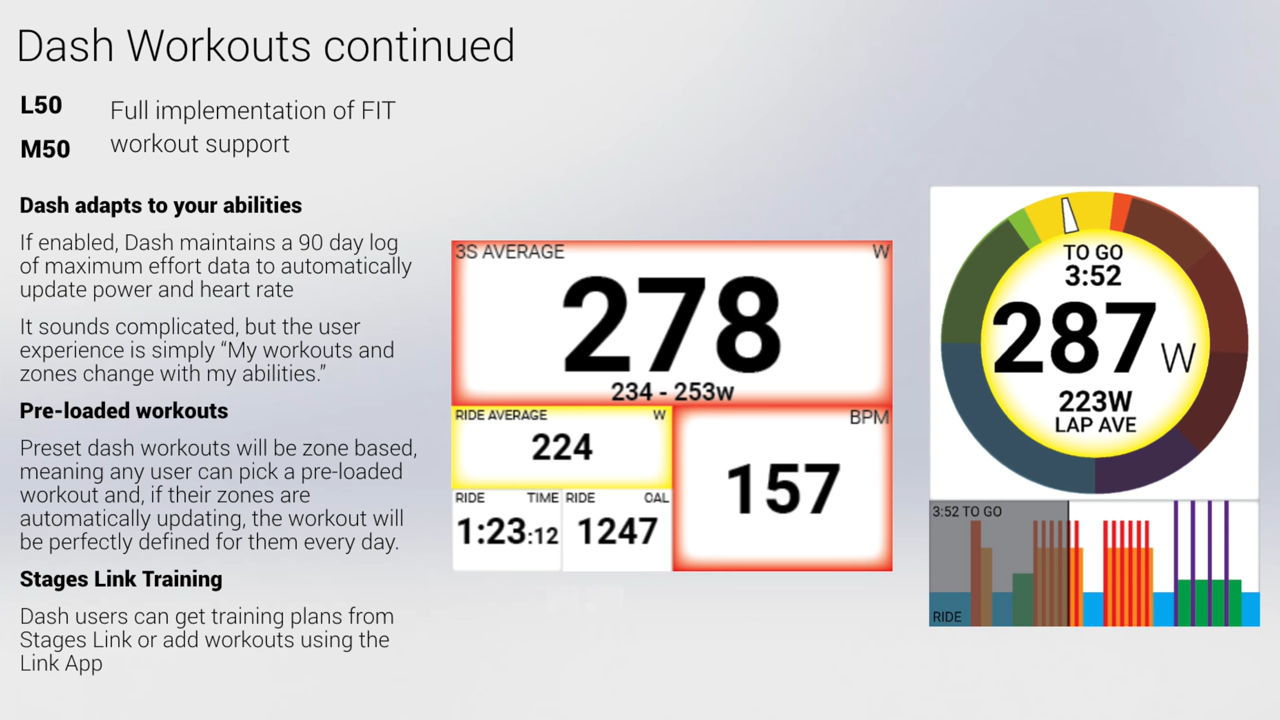 Dash Workouts continued
L50
M50
Full implementation of FIT
workout support
Dash adapts to your abilities
If enabled, Dash maintains a 90 day log
of maximum effort data to automatically
update power and heart rate
It sounds complicated, but the user
experience is simply “My workouts and
zones change with my abilities.”
Pre-loaded workouts
Preset dash workouts will be zone based,
meaning any user can pick a pre-loaded
workout and, if their zones are
automatically updating, the workout will
be perfectly defined for them every day.
Stages Link Training
Dash users can get training plans from
Stages Link or add workouts using the
Link App
3S AVERAGE W
278
234 - 253w
RIDE AVERAGE W
224
RIDE TIME
1:23:12
RIDE CAL
1247
BPM
157
TO GO
3:52
287 W
223W
LAP AVE
3:52 TO GO
RIDE